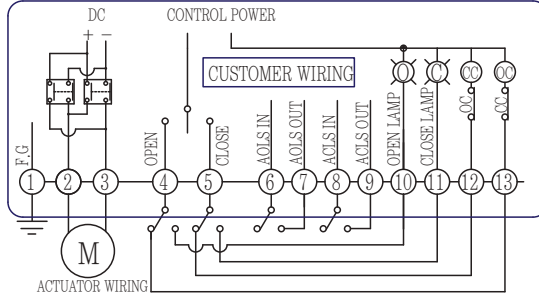 DC
CONTROL POWER
+ −
CUSTOMER WIRING
O C CC OC
F.G
OPEN
CLOSE
AOLS IN
AOLS OUT
ACLS IN
ACLS OUT
OPEN LAMP
CLOSE LAMP
OC
CC
1 2 3 4 5 6 7 8 9 10 11 12 13
M
ACTUATOR WIRING